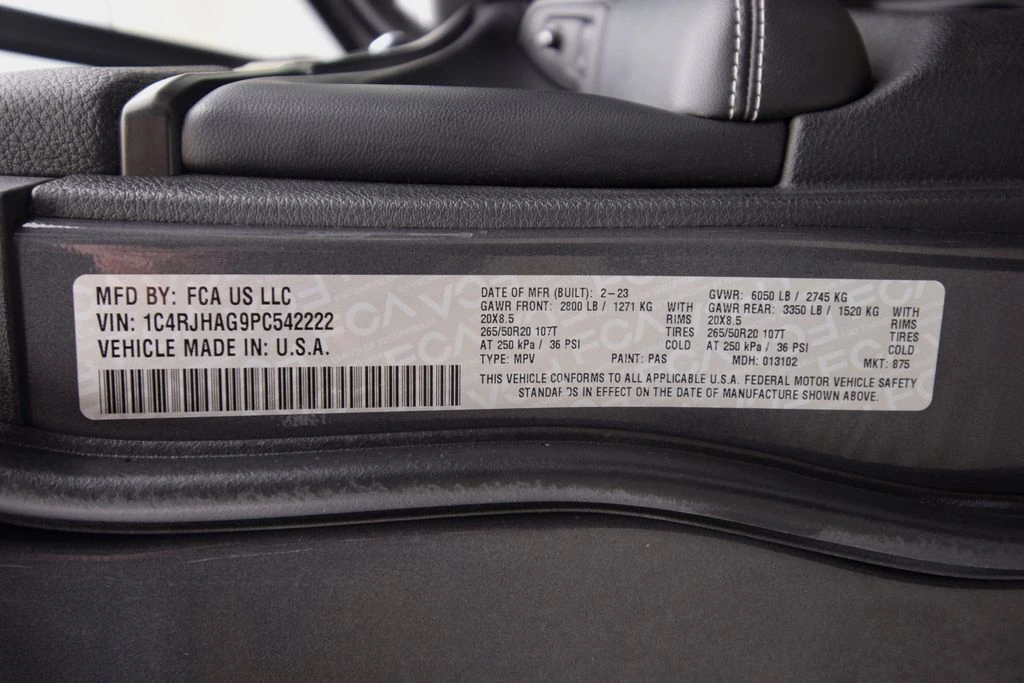 MFD BY: FCA US LLC
VIN: 1C4RJHAG9PC542222
VEHICLE MADE IN: U.S.A.
DATE OF MFR (BUILT): 2-23
GAWR FRONT: 2800 LB / 1271 KG WITH
20X8.5 RIMS
265/50R20 107T TIRES
AT 250 kPa / 36 PSI COLD
TYPE: MPV PAINT: PAS
GVWR: 6050 LB / 2745 KG
GAWR REAR: 3350 LB / 1520 KG WITH
20X8.5 RIMS
265/50R20 107T TIRES
AT 250 kPa / 36 PSI COLD
MDH: 013102 MKT: 875
THIS VEHICLE CONFORMS TO ALL APPLICABLE U.S.A. FEDERAL MOTOR VEHICLE SAFETY
STANDARDS IN EFFECT ON THE DATE OF MANUFACTURE SHOWN ABOVE.